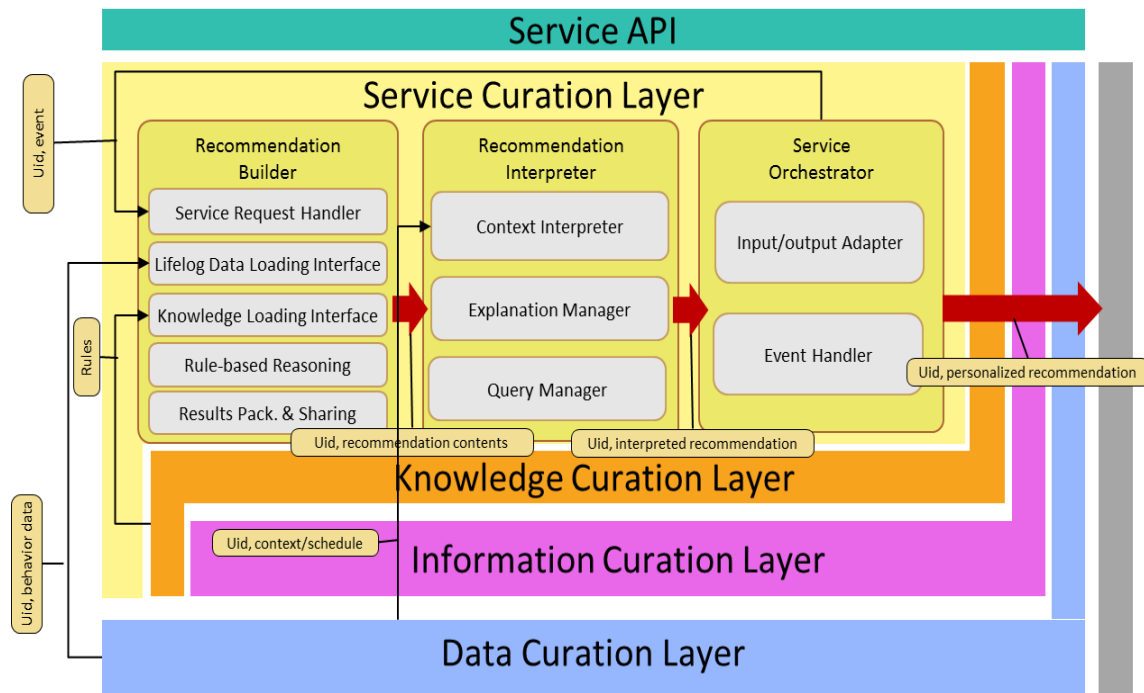 Service API
Service Curation Layer
Uid, event
Recommendation
Builder
Service Request Handler
Lifelog Data Loading Interface
Knowledge Loading Interface
Rule-based Reasoning
Results Pack. & Sharing
Recommendation
Interpreter
Context Interpreter
Explanation Manager
Query Manager
Service
Orchestrator
Input/output Adapter
Event Handler
Rules
Uid, personalized recommendation
Uid, recommendation contents
Uid, interpreted recommendation
Knowledge Curation Layer
Uid, context/schedule
Information Curation Layer
Uid, behavior data
Data Curation Layer